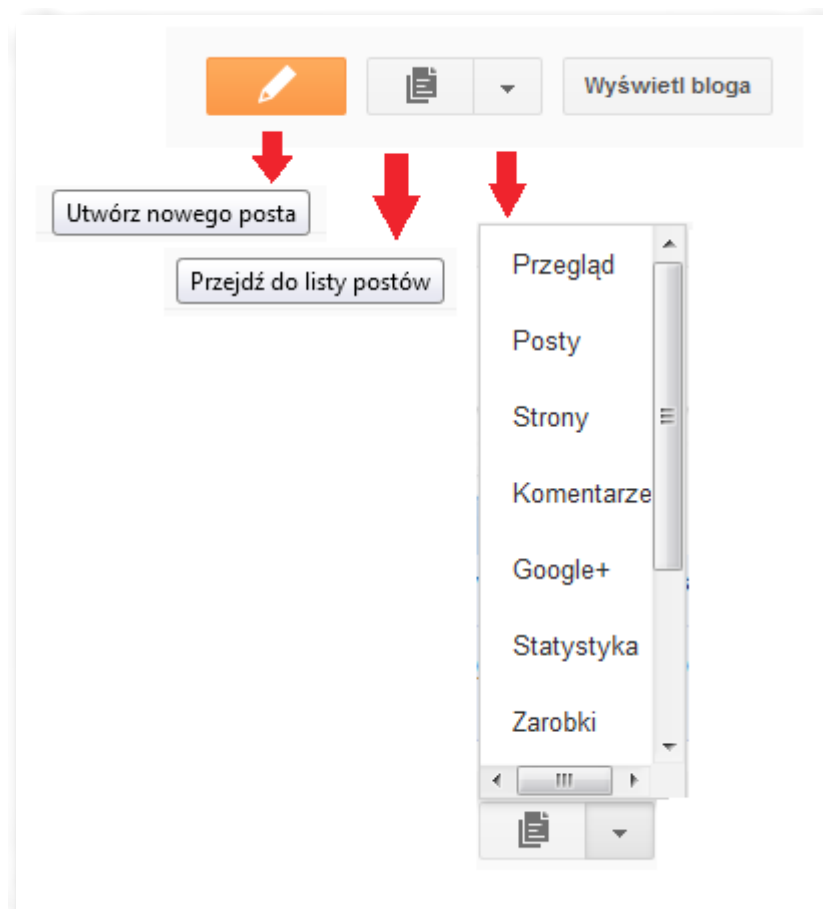 Wyświetl bloga
Utwórz nowego posta
Przejdź do listy postów
Przegląd
Posty
Strony
Komentarze
Google+
Statystyka
Zarobki